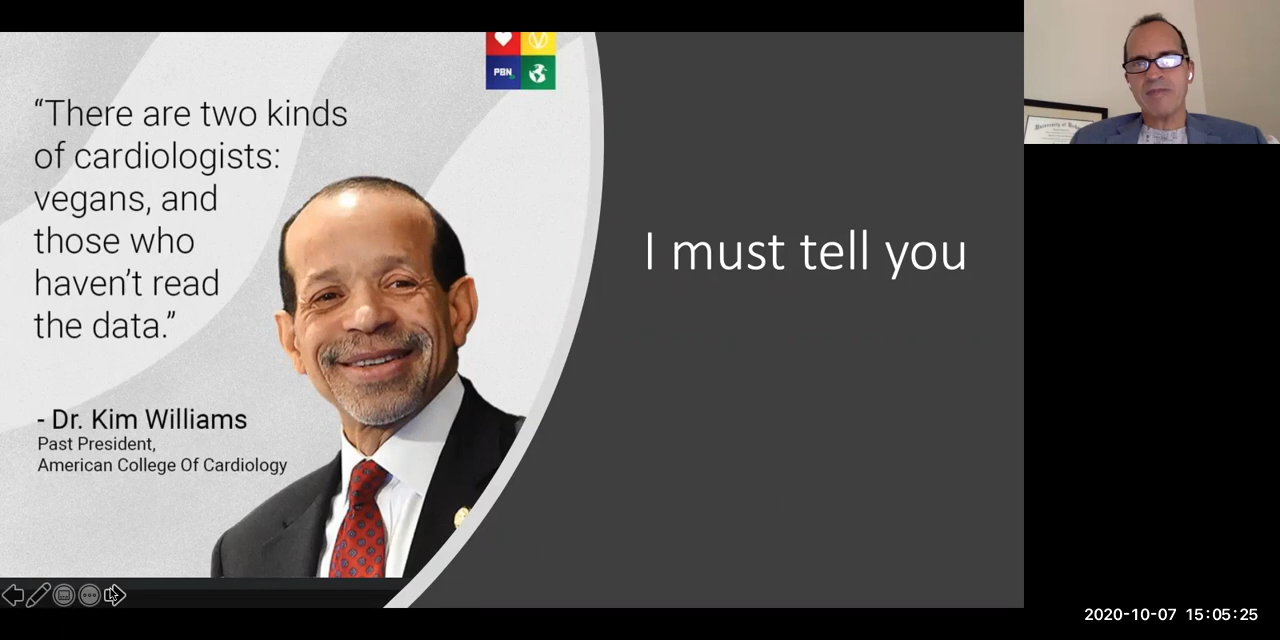 “There are two kinds
of cardiologists:
vegans, and
those who
haven’t read
the data.”
- Dr. Kim Williams
Past President,
American College Of Cardiology
PBN
I must tell you
2020-10-07 15:05:25